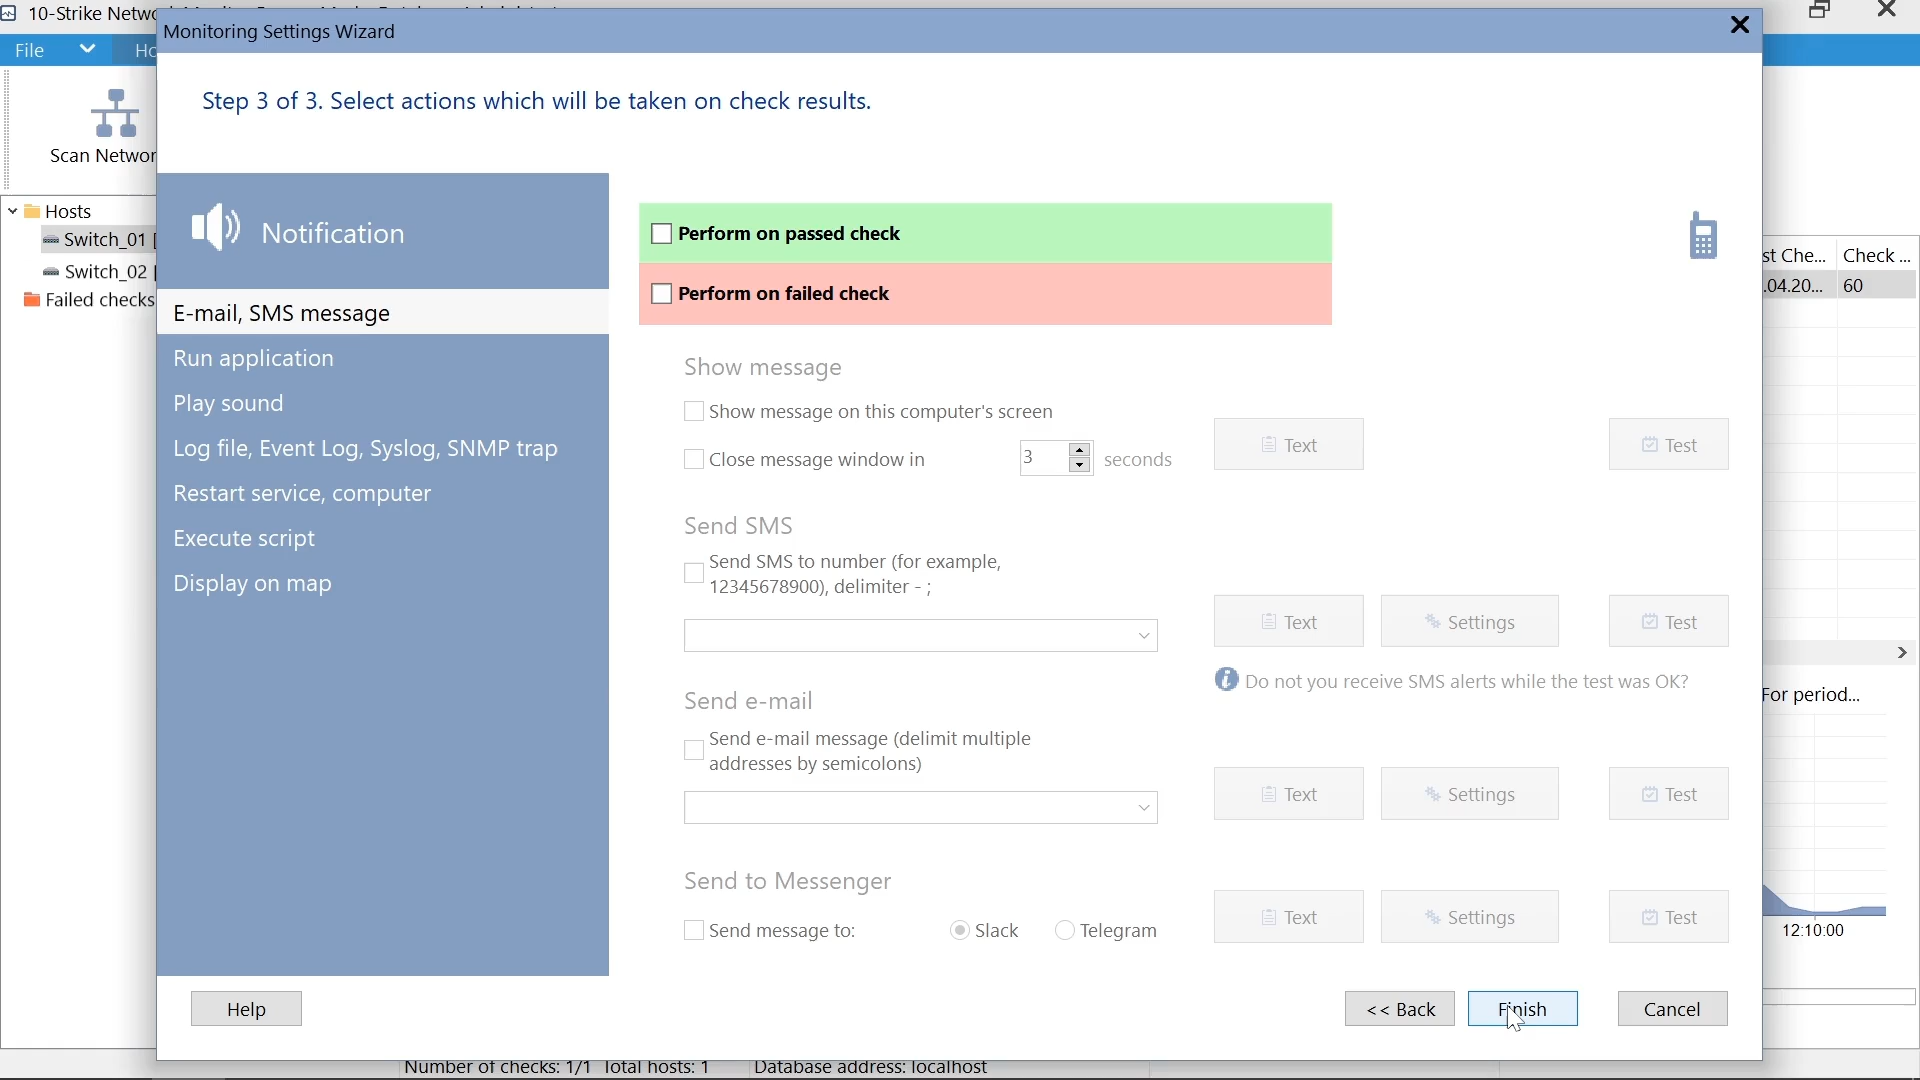 10-Strike Netwo
Monitoring Settings Wizard
File
Ho
Step 3 of 3. Select actions which will be taken on check results.
Scan Networ
Hosts
Switch_01 [
Switch_02 [
Failed checks
Notification
E-mail, SMS message
Run application
Play sound
Log file, Event Log, Syslog, SNMP trap
Restart service, computer
Execute script
Display on map
Perform on passed check
Perform on failed check
Show message
Show message on this computer's screen
Close message window in 3 seconds
Text
Test
Send SMS
Send SMS to number (for example,
12345678900), delimiter - ;
Text
Settings
Test
Do not you receive SMS alerts while the test was OK?
Send e-mail
Send e-mail message (delimit multiple
addresses by semicolons)
Text
Settings
Test
Send to Messenger
Send message to: Slack Telegram
Text
Settings
Test
st Che... Check ...
.04.20... 60
For period...
12:10:00
Help
<< Back
Finish
Cancel
Number of checks: 1/1 Total hosts: 1 Database address: localhost